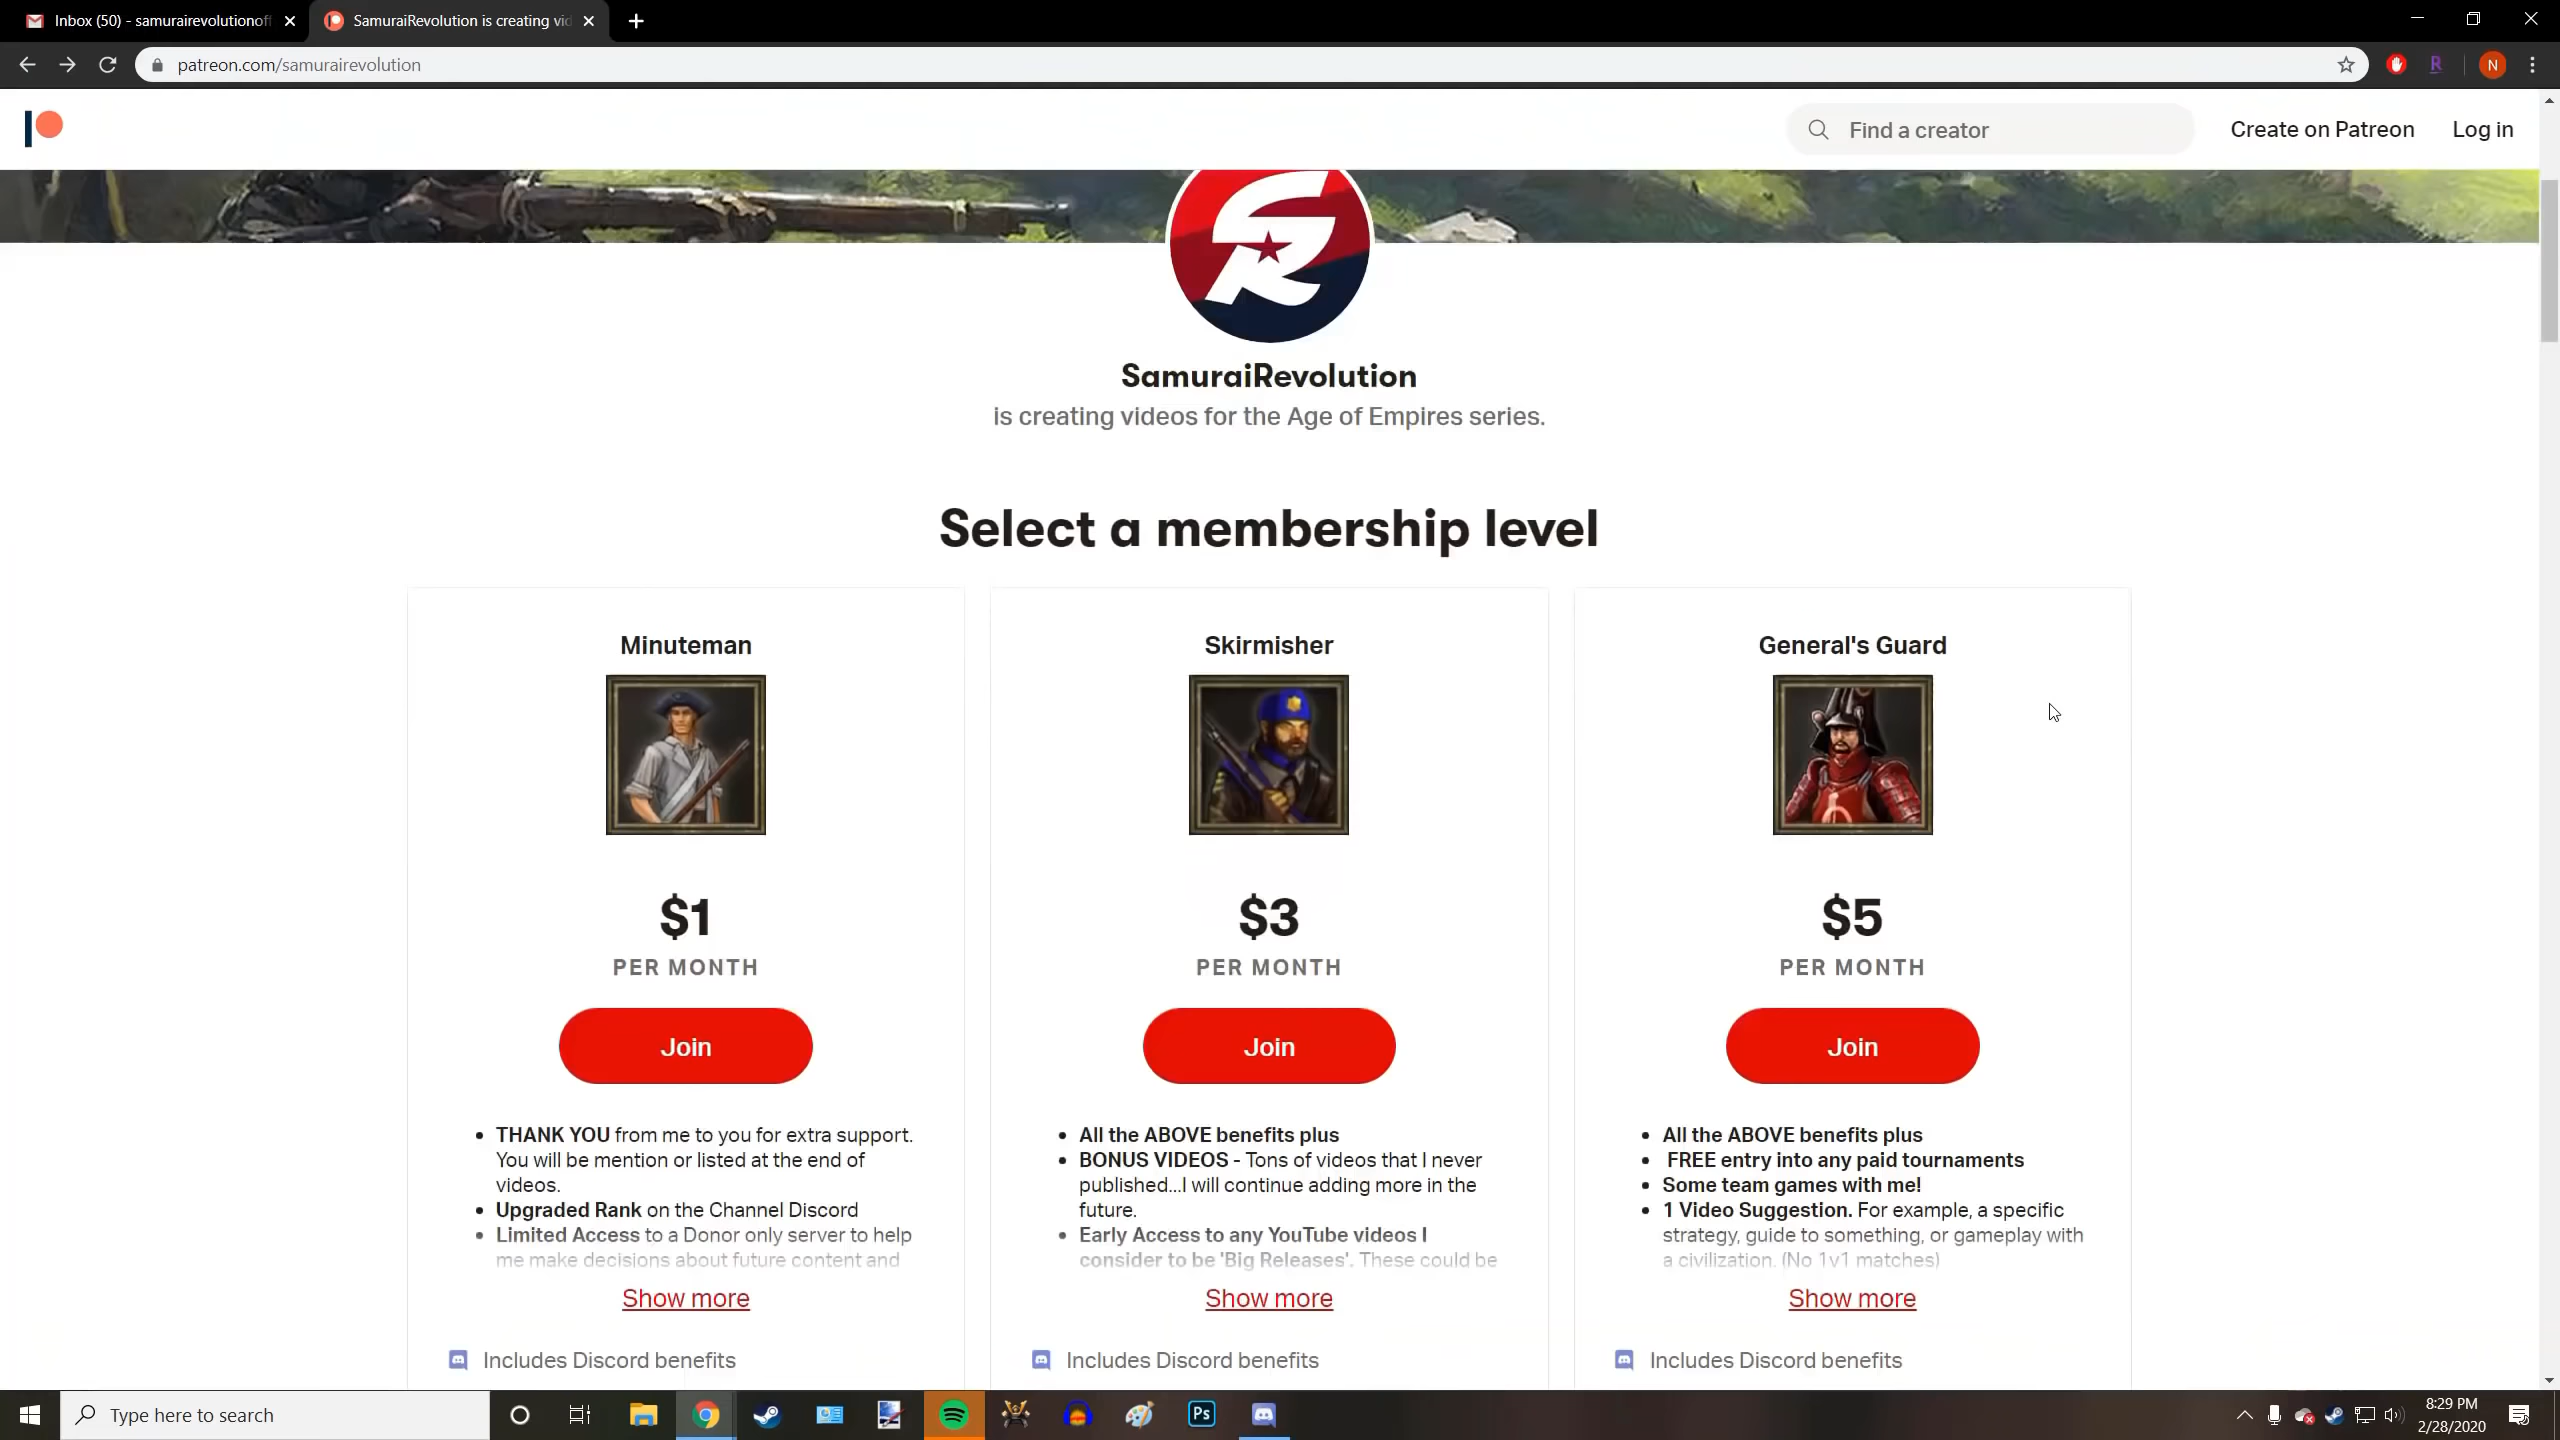 Inbox (50) - samurairevolutionoff
SamuraiRevolution is creating vid
patreon.com/samurairevolution
N
Find a creator
Create on Patreon
Log in
SR
SamuraiRevolution
is creating videos for the Age of Empires series.
Select a membership level
Minuteman
$1
PER MONTH
Join
• THANK YOU from me to you for extra support.
You will be mention or listed at the end of
videos.
• Upgraded Rank on the Channel Discord
• Limited Access to a Donor only server to help
me make decisions about future content and
Show more
Includes Discord benefits
Skirmisher
$3
PER MONTH
Join
• All the ABOVE benefits plus
• BONUS VIDEOS - Tons of videos that I never
published...I will continue adding more in the
future.
• Early Access to any YouTube videos I
consider to be 'Big Releases'. These could be
Show more
Includes Discord benefits
General's Guard
$5
PER MONTH
Join
• All the ABOVE benefits plus
• FREE entry into any paid tournaments
• Some team games with me!
• 1 Video Suggestion. For example, a specific
strategy, guide to something, or gameplay with
a civilization. (No 1v1 matches)
Show more
Includes Discord benefits
Type here to search
Ps
8:29 PM
2/28/2020